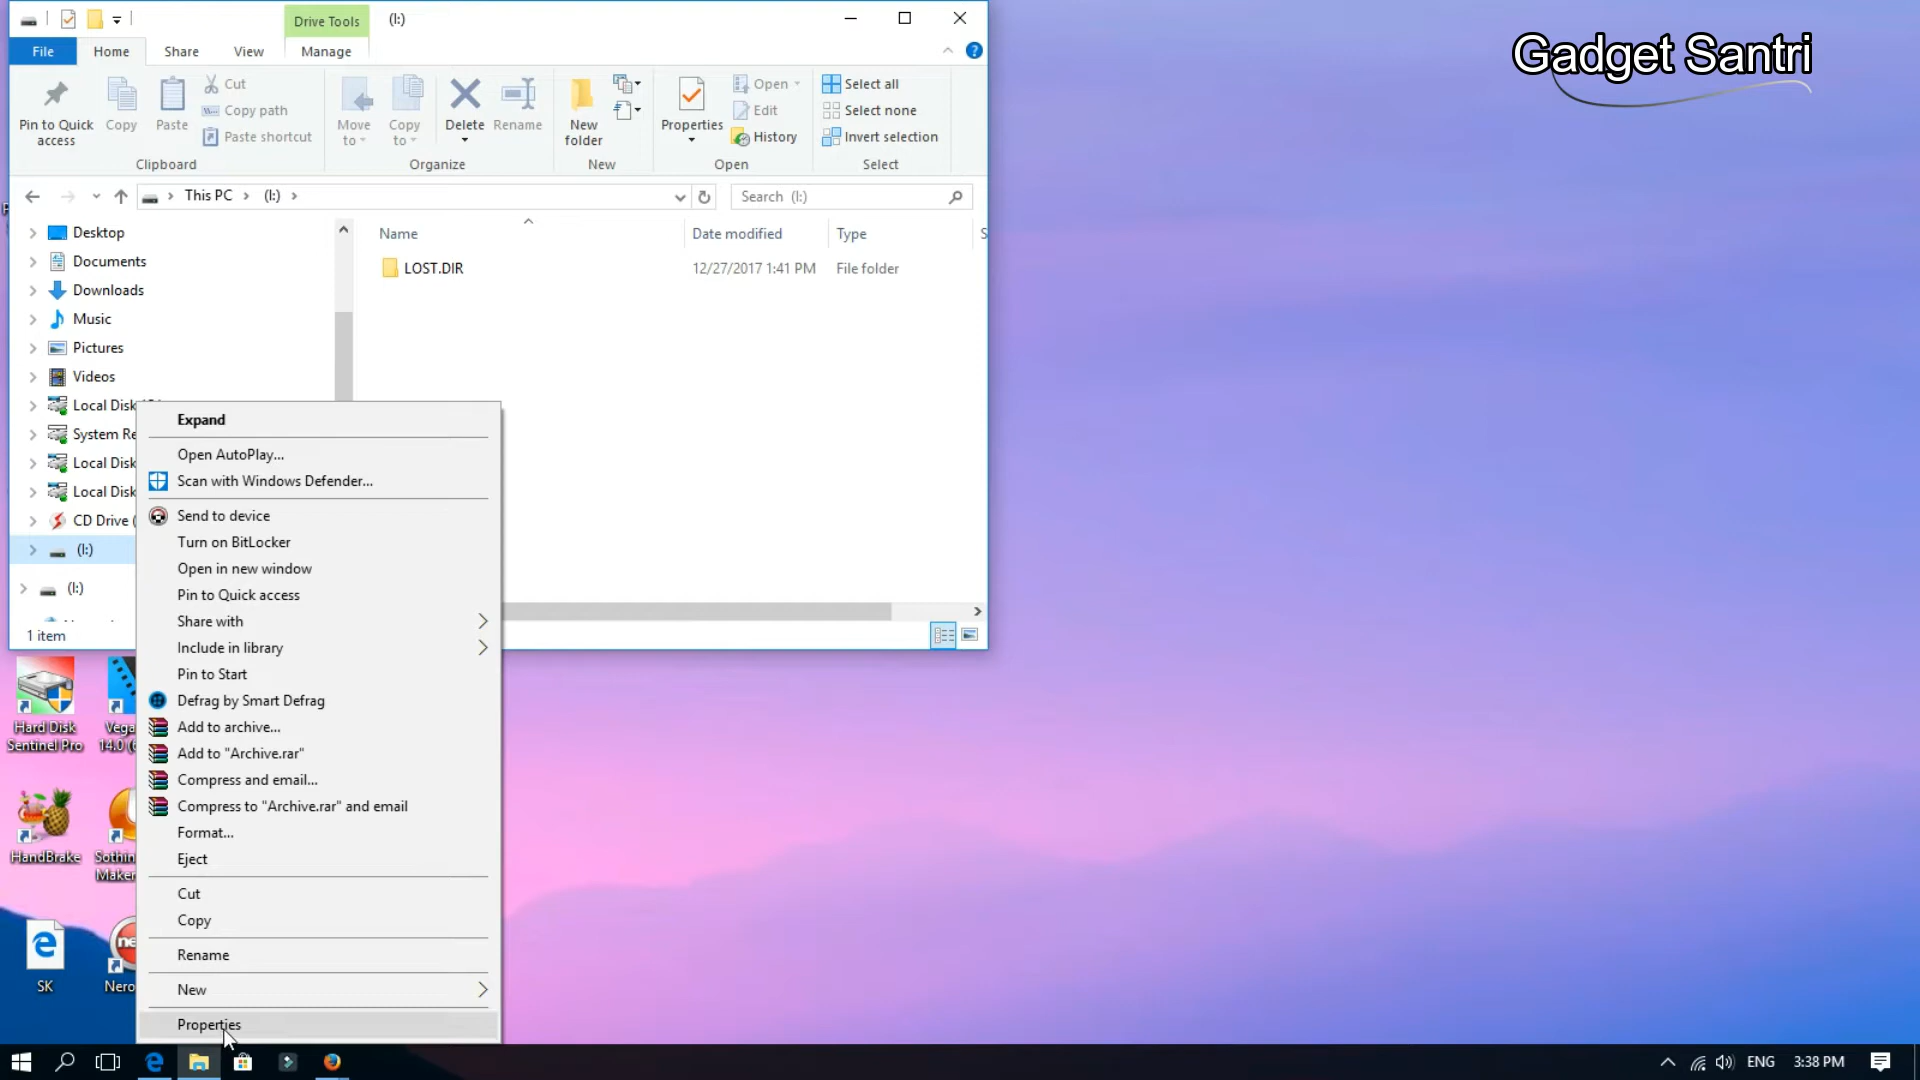 Drive Tools
(I:)
File
Home
Share
View
Manage
Pin to Quick access
Copy
Paste
Cut
Copy path
Paste shortcut
Clipboard
Move to
Copy to
Delete
Rename
Organize
New folder
New
Properties
Open
Edit
History
Open
Select all
Select none
Invert selection
Select
This PC
(I:)
Search (I:)
Name
Date modified
Type
S
LOST.DIR
12/27/2017 1:41 PM
File folder
Desktop
Documents
Downloads
Music
Pictures
Videos
Local Disk
System Re
Local Disk
Local Disk
CD Drive (
(I:)
(I:)
1 item
Expand
Open AutoPlay...
Scan with Windows Defender...
Send to device
Turn on BitLocker
Open in new window
Pin to Quick access
Share with
Include in library
Pin to Start
Defrag by Smart Defrag
Add to archive...
Add to "Archive.rar"
Compress and email...
Compress to "Archive.rar" and email
Format...
Eject
Cut
Copy
Rename
New
Properties
Hard Disk
Sentinel Pro
Vega
14.0 (6
HandBrake
Sothin
Maker
SK
Nero
Gadget Santri
ENG
3:38 PM